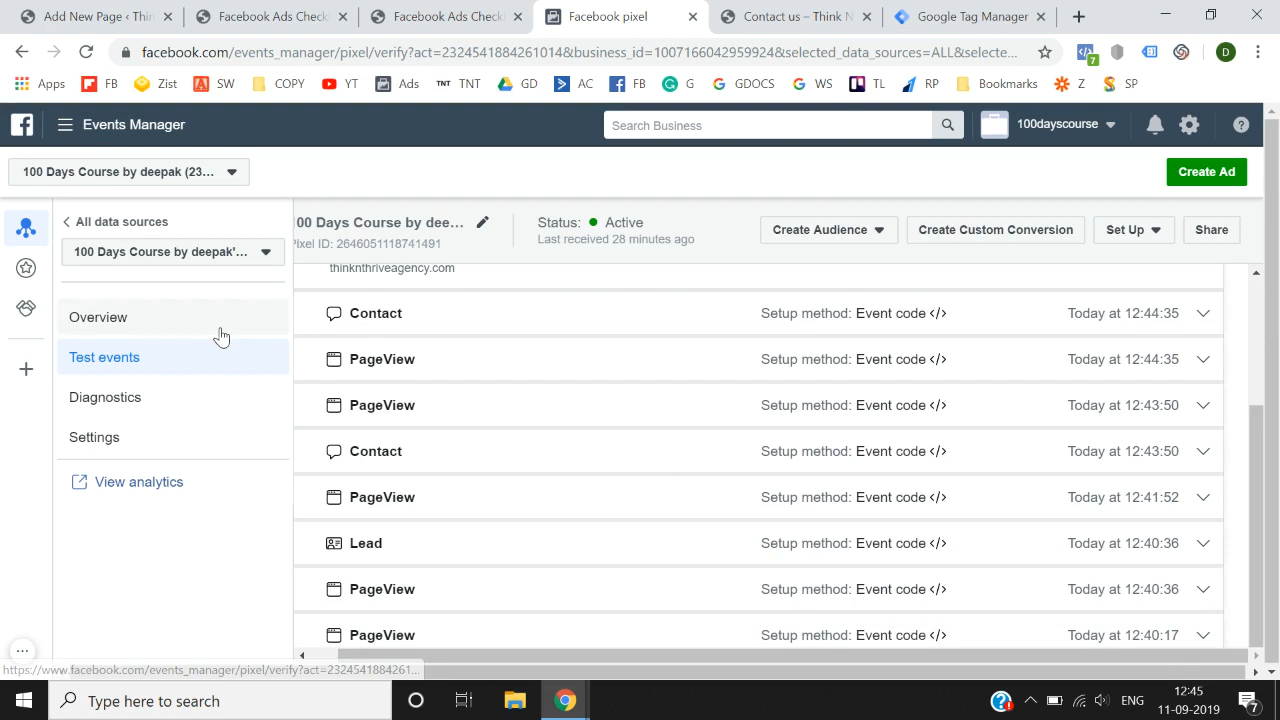 Add New Page ‹ Thin
Facebook Ads Check
Facebook Ads Check
Facebook pixel
Contact us – Think N
Google Tag Manager
facebook.com/events_manager/pixel/verify?act=2324541884261014&business_id=1007166042959924&selected_data_sources=ALL&selecte...
7
D
Apps
FB
Zist
SW
COPY
YT
Ads
TNT TNT
GD
AC
FB
G
GDOCS
WS
TL
RP
Bookmarks
Z
SP
Events Manager
Search Business
100dayscourse
100 Days Course by deepak (23...
Create Ad
All data sources
100 Days Course by deepak'...
Overview
Test events
Diagnostics
Settings
View analytics
00 Days Course by dee...
Pixel ID: 2646051118741491
Status: Active
Last received 28 minutes ago
Create Audience
Create Custom Conversion
Set Up
Share
thinknthriveagency.com
Contact Setup method: Event code </> Today at 12:44:35
PageView Setup method: Event code </> Today at 12:44:35
PageView Setup method: Event code </> Today at 12:43:50
Contact Setup method: Event code </> Today at 12:43:50
PageView Setup method: Event code </> Today at 12:41:52
Lead Setup method: Event code </> Today at 12:40:36
PageView Setup method: Event code </> Today at 12:40:36
PageView Setup method: Event code </> Today at 12:40:17
https://www.facebook.com/events_manager/pixel/verify?act=2324541884261...
Type here to search
ENG
12:45
11-09-2019
7